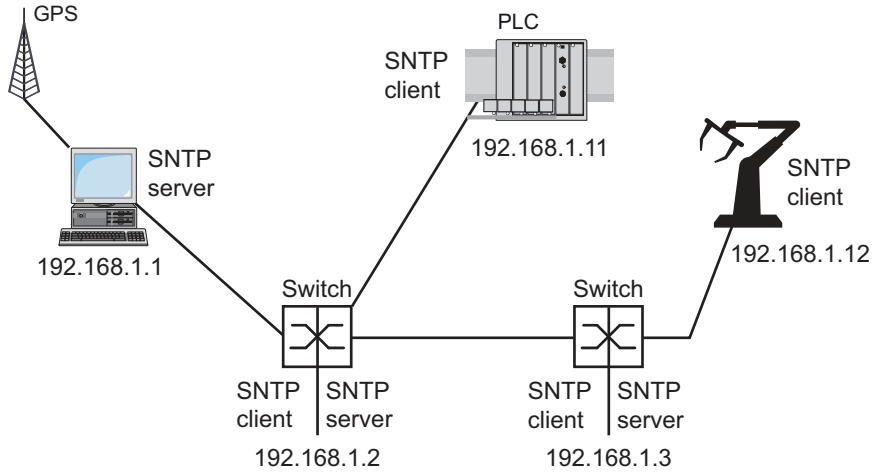 GPS
PLC
SNTP
client
192.168.1.11
SNTP
server
192.168.1.1
SNTP
client
192.168.1.12
Switch
Switch
SNTP
client
SNTP
server
192.168.1.2
SNTP
client
SNTP
server
192.168.1.3